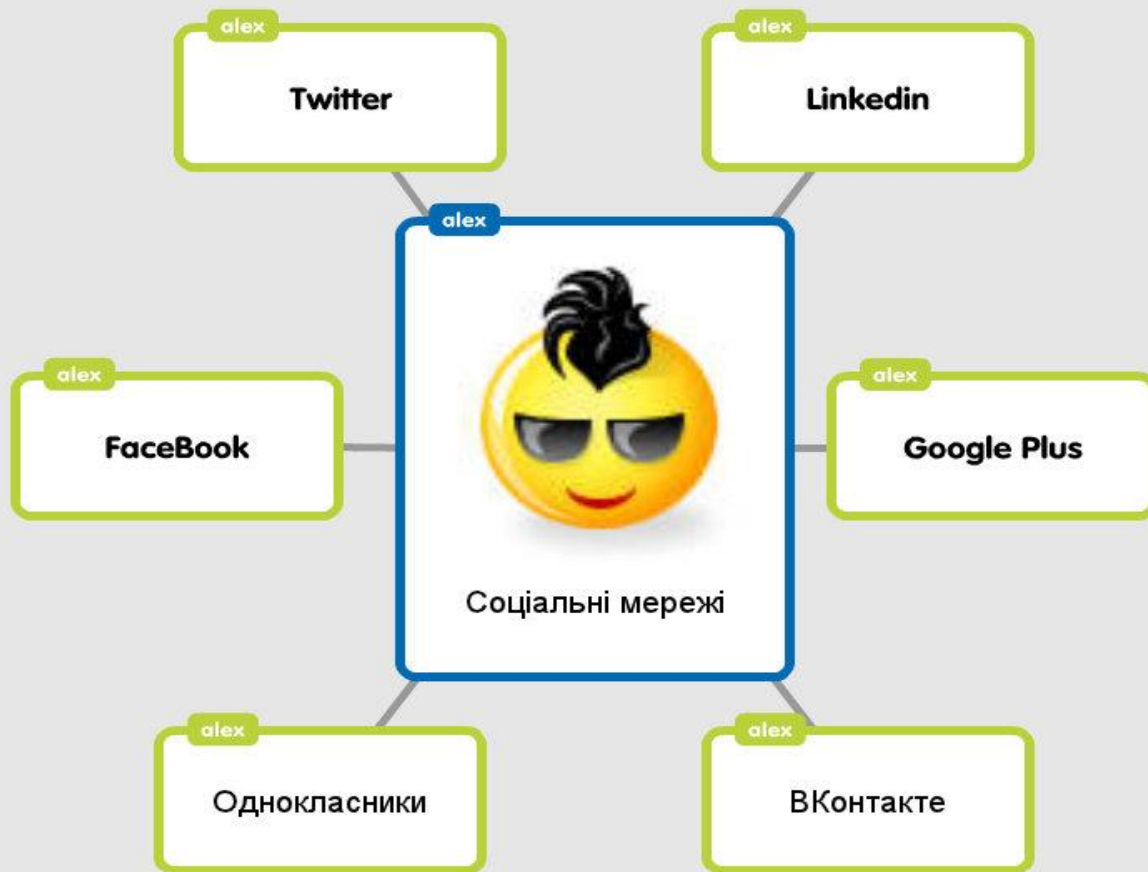 alex
Twitter
alex
Linkedin
alex
Соціальні мережі
alex
FaceBook
alex
Google Plus
alex
Однокласники
alex
ВКонтакте